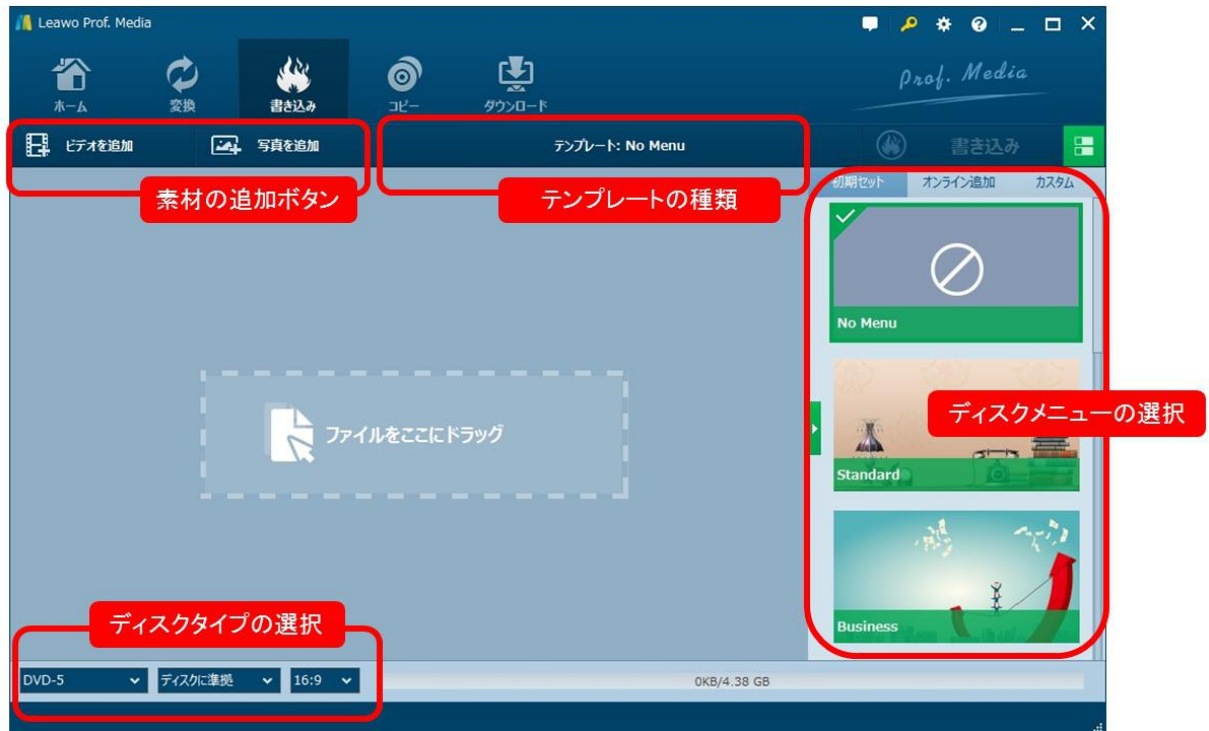 Leawo Prof. Media
Prof. Media
ホーム
変換
書き込み
コピー
ダウンロード
ビデオを追加
写真を追加
テンプレート: No Menu
書き込み
素材の追加ボタン
テンプレートの種類
初期セット
オンライン追加
カスタム
No Menu
ファイルをここにドラッグ
ディスクメニューの選択
Standard
Business
ディスクタイプの選択
DVD-5
ディスクに準拠
16:9
0KB/4.38 GB